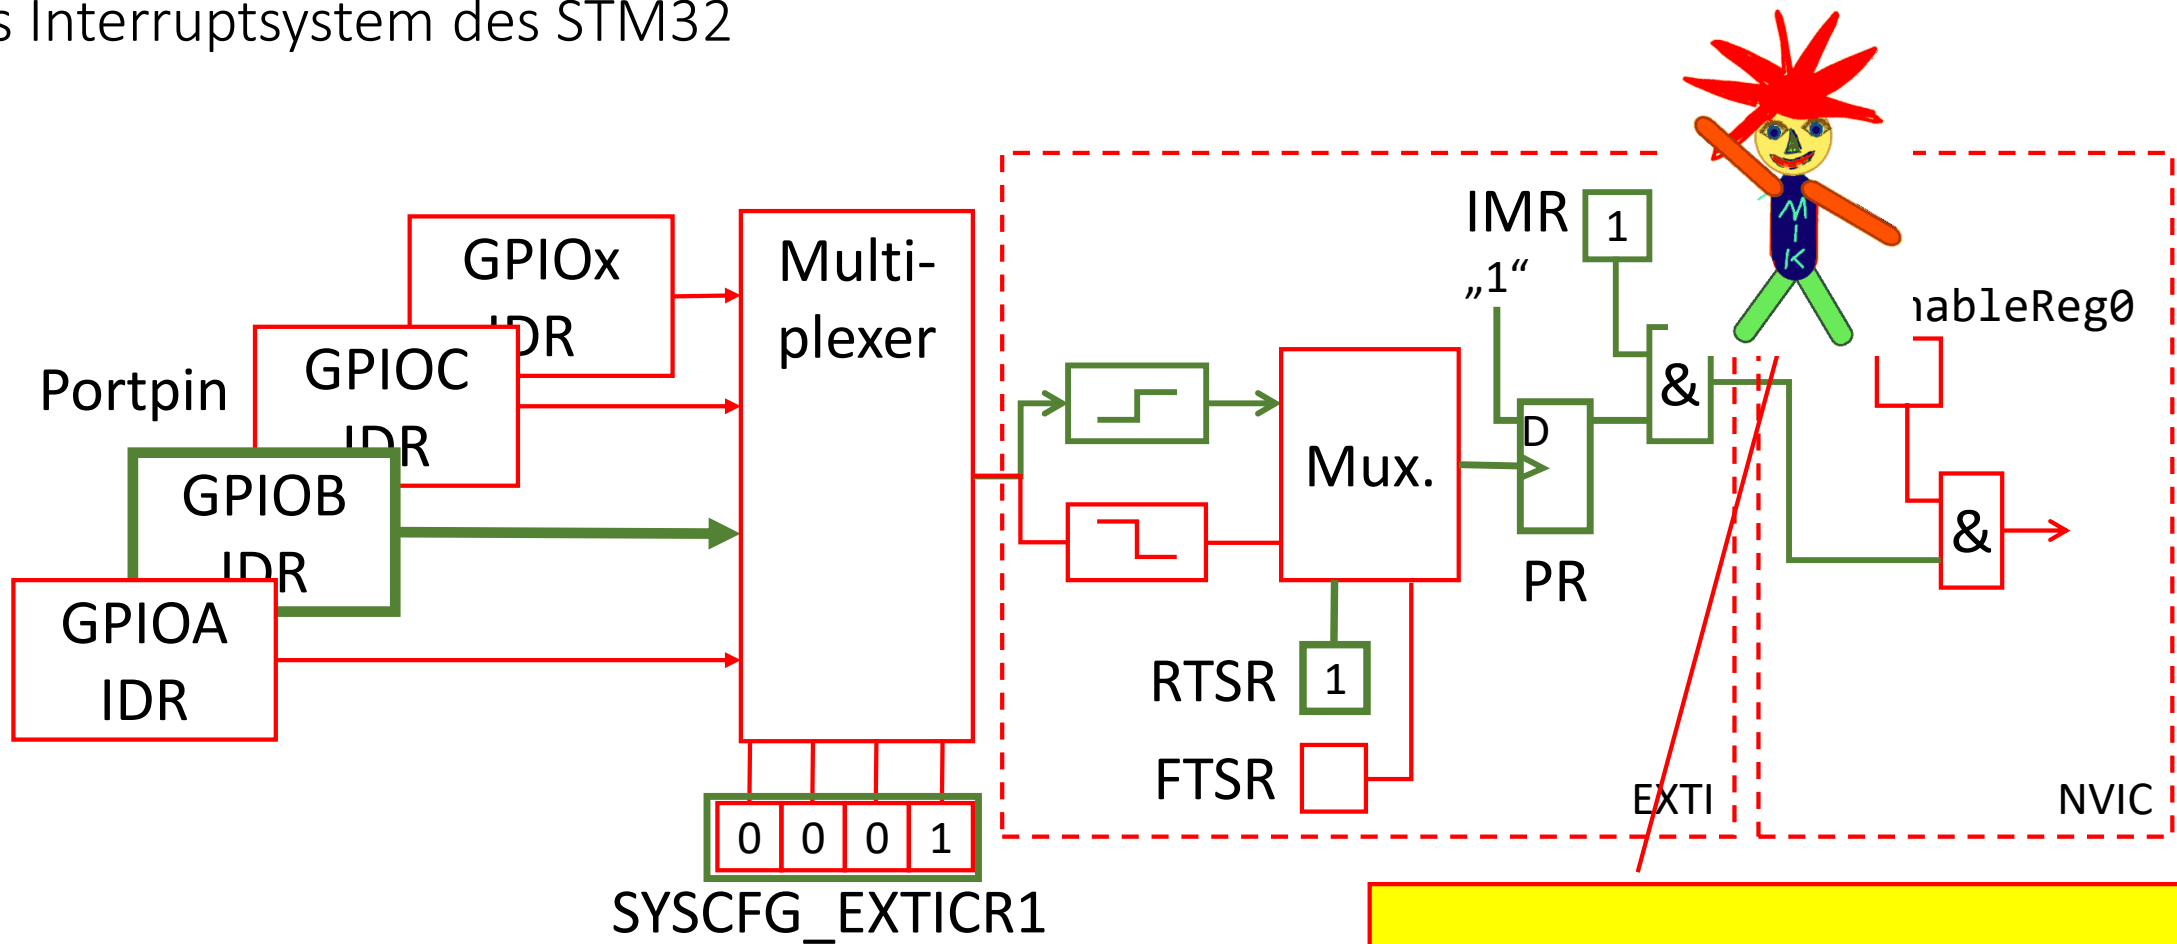 s Interruptsystem des STM32
Portpin
GPIOx
IDR
GPIOC
IDR
GPIOB
IDR
GPIOA
IDR
Multi-
plexer
0 0 0 1
SYSCFG_EXTICR1
Mux.
RTSR 1
FTSR
IMR 1
„1“
D
PR
&
EXTI
M
I
K
nableReg0
&
NVIC